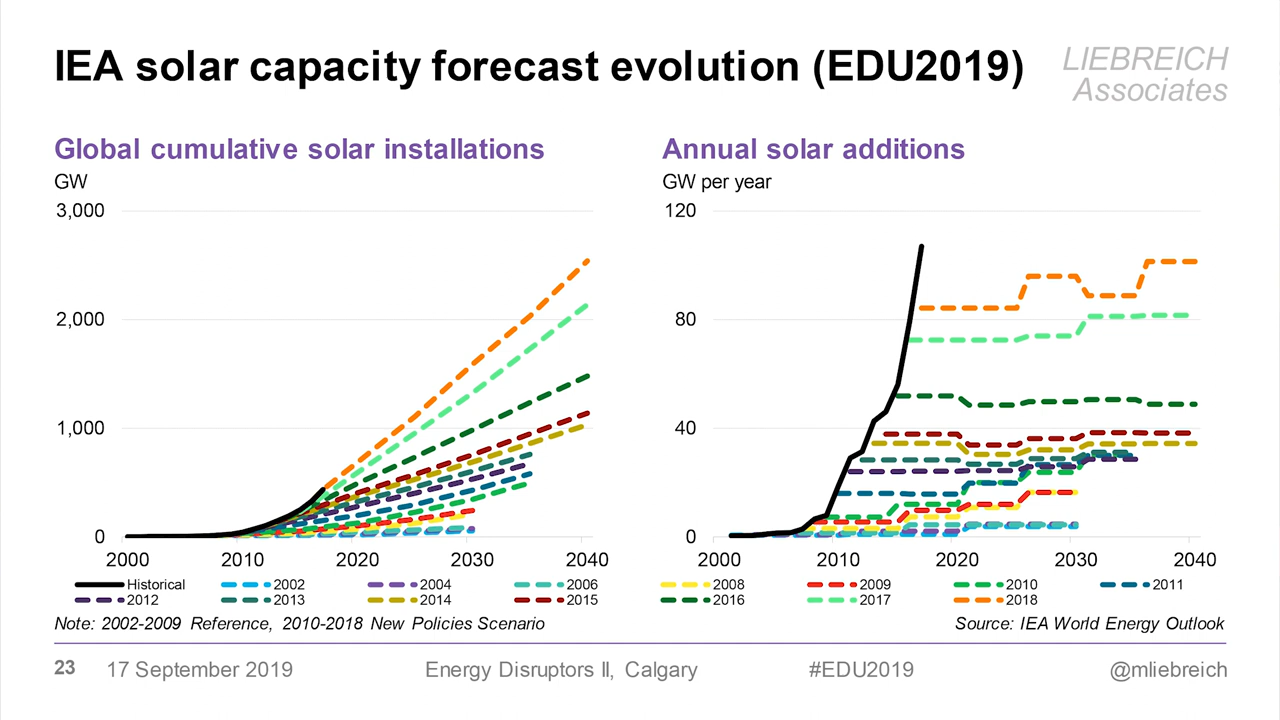 IEA solar capacity forecast evolution (EDU2019)
LIEBREICH
Associates
Global cumulative solar installations
GW
3,000
2,000
1,000
0
2000 2010 2020 2030 2040
Annual solar additions
GW per year
120
80
40
0
2000 2010 2020 2030 2040
Historical 2002 2004 2006 2008 2009 2010 2011
2012 2013 2014 2015 2016 2017 2018
Note: 2002-2009 Reference, 2010-2018 New Policies Scenario
Source: IEA World Energy Outlook
23 17 September 2019 Energy Disruptors II, Calgary #EDU2019 @mliebreich